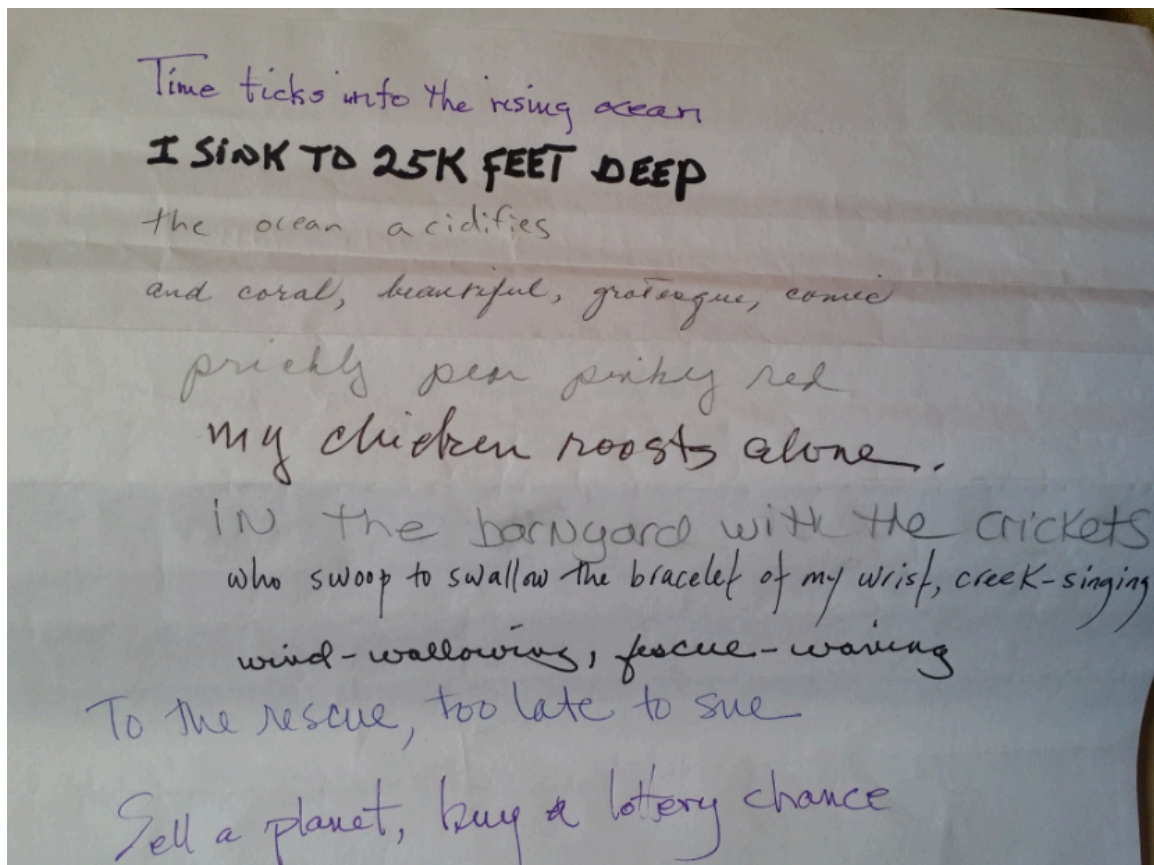 Time ticks into the rising ocean
I SiNK TO 25K FEET DEEP
the ocean acidifies
and coral, beautiful, grotesque, comic
prickly pear pinky red
my chicken roosts alone.
iN the barNyard with the crickets
who swoop to swallow the bracelet of my wrist, creek-singing
wind-wallowing, fescue-waving
To the rescue, too late to sue
Sell a planet, buy a lottery chance